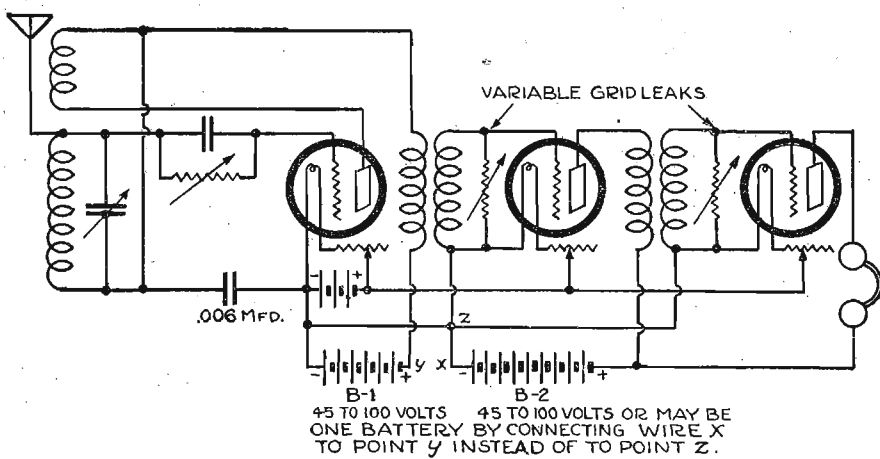 VARIABLE GRID LEAKS
- +
.006 MFD.
Z
- + y x - +
B-1 B-2
45 TO 100 VOLTS 45 TO 100 VOLTS OR MAY BE
ONE BATTERY BY CONNECTING WIRE X
TO POINT y INSTEAD OF TO POINT Z.